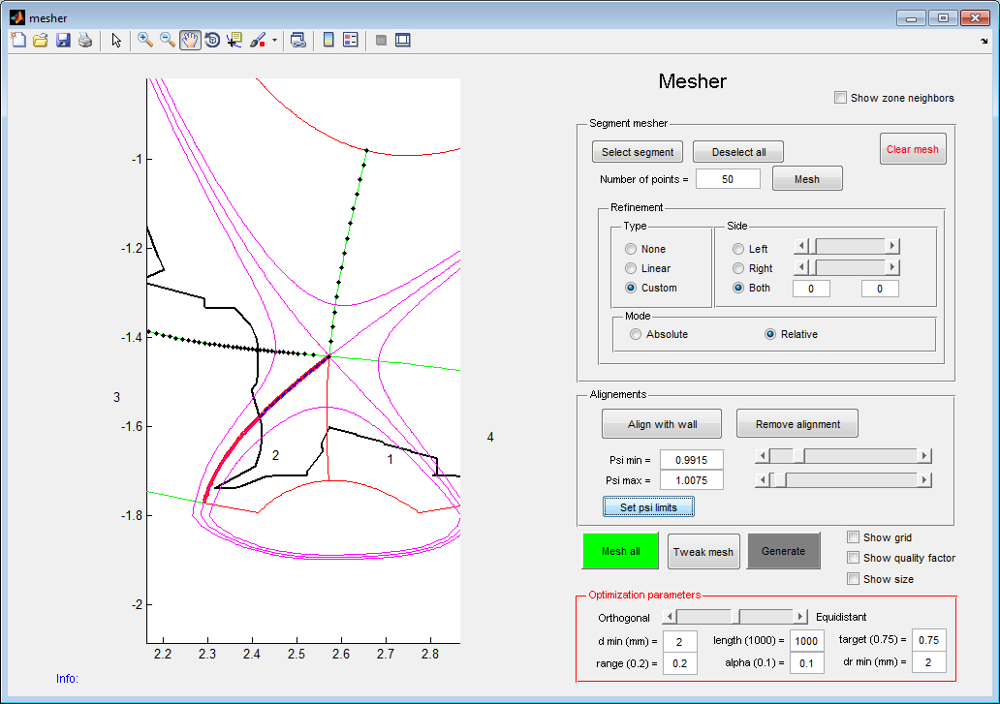 mesher
Mesher
Show zone neighbors
Segment mesher
Select segment
Deselect all
Clear mesh
Number of points =
50
Mesh
Refinement
Type
None
Linear
Custom
Side
Left
Right
Both
0
0
Mode
Absolute
Relative
Alignements
Align with wall
Remove alignment
Psi min =
0.9915
Psi max =
1.0075
Set psi limits
Mesh all
Tweak mesh
Generate
Show grid
Show quality factor
Show size
Optimization parameters
Orthogonal
Equidistant
d min (mm) =
2
length (1000) =
1000
target (0.75) =
0.75
range (0.2) =
0.2
alpha (0.1) =
0.1
dr min (mm) =
2
-1
-1.2
-1.4
-1.6
-1.8
-2
2.2
2.3
2.4
2.5
2.6
2.7
2.8
3
2
1
4
Info: